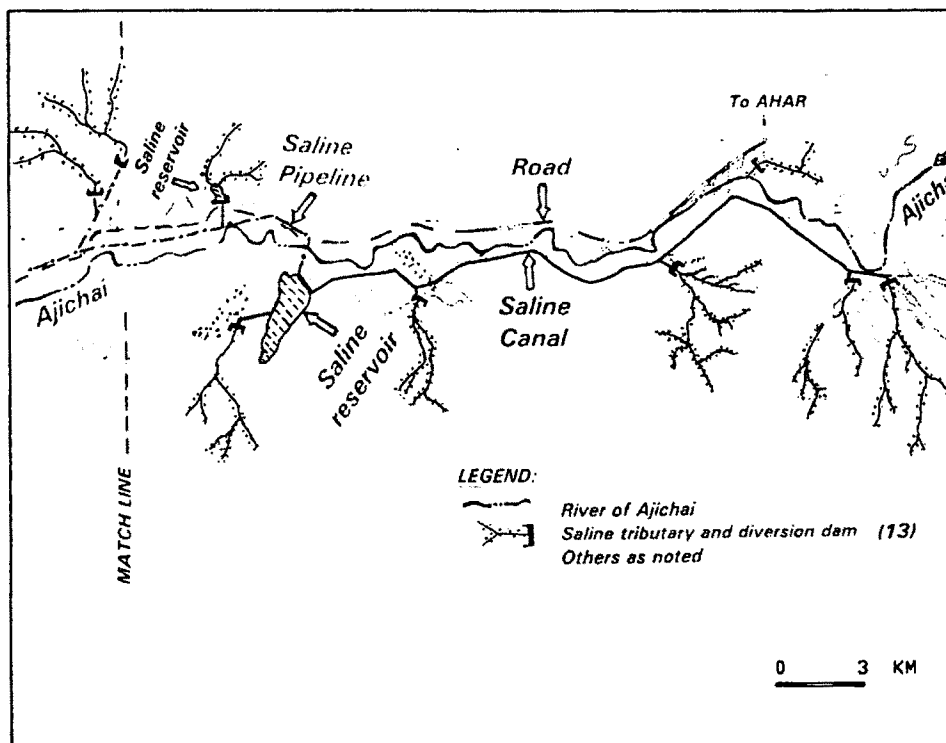 To AHAR
Saline
reservoir
Saline
Pipeline
Road
Ajichai
Ajichai
Saline
reservoir
Saline
Canal
MATCH LINE
LEGEND:
River of Ajichai
Saline tributary and diversion dam (13)
Others as noted
0 3 KM